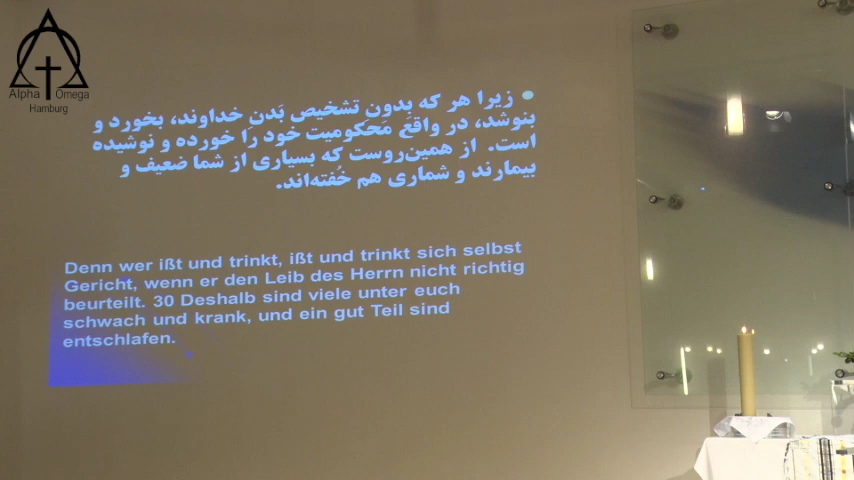 Alpha Omega
Hamburg
• زیرا هر که بِدونِ تشخیص بَدنِ خداوند، بخورد و
بنوشد، در واقع مَحکومیت خود را خورده و نوشیده
است. از همین‌روست که بسیاری از شما ضعیف و
بیمارند و شماری هم خُفته‌اند.
Denn wer ißt und trinkt, ißt und trinkt sich selbst
Gericht, wenn er den Leib des Herrn nicht richtig
beurteilt. 30 Deshalb sind viele unter euch
schwach und krank, und ein gut Teil sind
entschlafen.